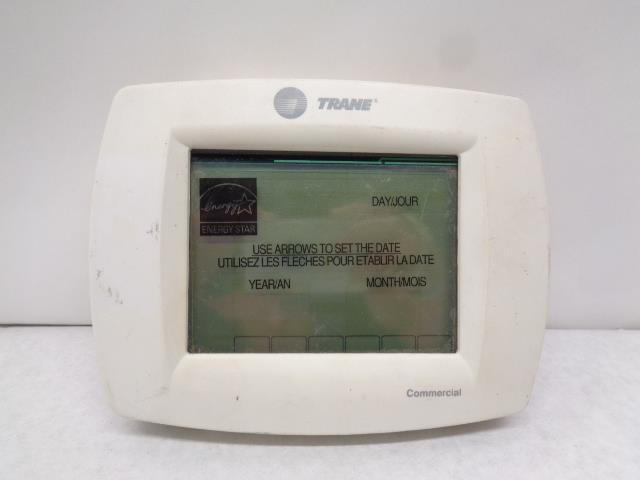 TRANE
energy
ENERGY STAR
DAY/JOUR
USE ARROWS TO SET THE DATE
UTILISEZ LES FLECHES POUR ETABLIR LA DATE
YEAR/AN MONTH/MOIS
Commercial